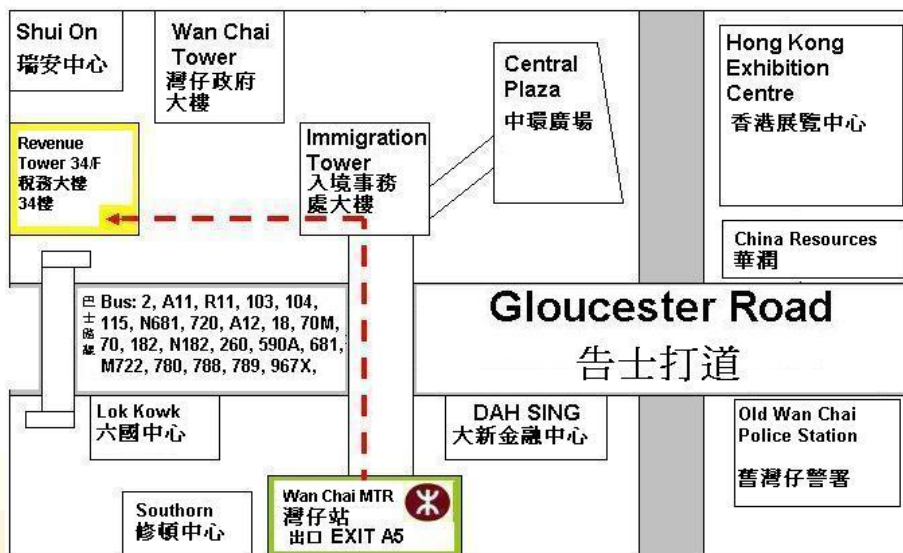 Shui On
瑞安中心
Wan Chai
Tower
灣仔政府
大樓
Central
Plaza
中環廣場
Hong Kong
Exhibition
Centre
香港展覽中心
Revenue
Tower 34/F
稅務大樓
34樓
Immigration
Tower
入境事務
處大樓
China Resources
華潤
巴士路線
Bus: 2, A11, R11, 103, 104,
115, N681, 720, A12, 18, 70M,
70, 182, N182, 260, 590A, 681,
M722, 780, 788, 789, 967X,
Gloucester Road
告士打道
Lok Kowk
六國中心
DAH SING
大新金融中心
Old Wan Chai
Police Station
舊灣仔警署
Southorn
修頓中心
Wan Chai MTR
灣仔站
出口 EXIT A5